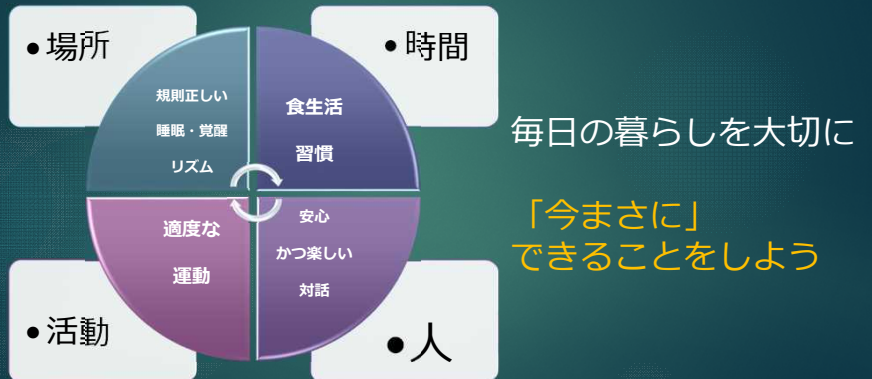 •場所
•時間
規則正しい
睡眠・覚醒
リズム
食生活
習慣
適度な
運動
安心
かつ楽しい
対話
•活動
•人
毎日の暮らしを大切に
「今まさに」
できることをしよう